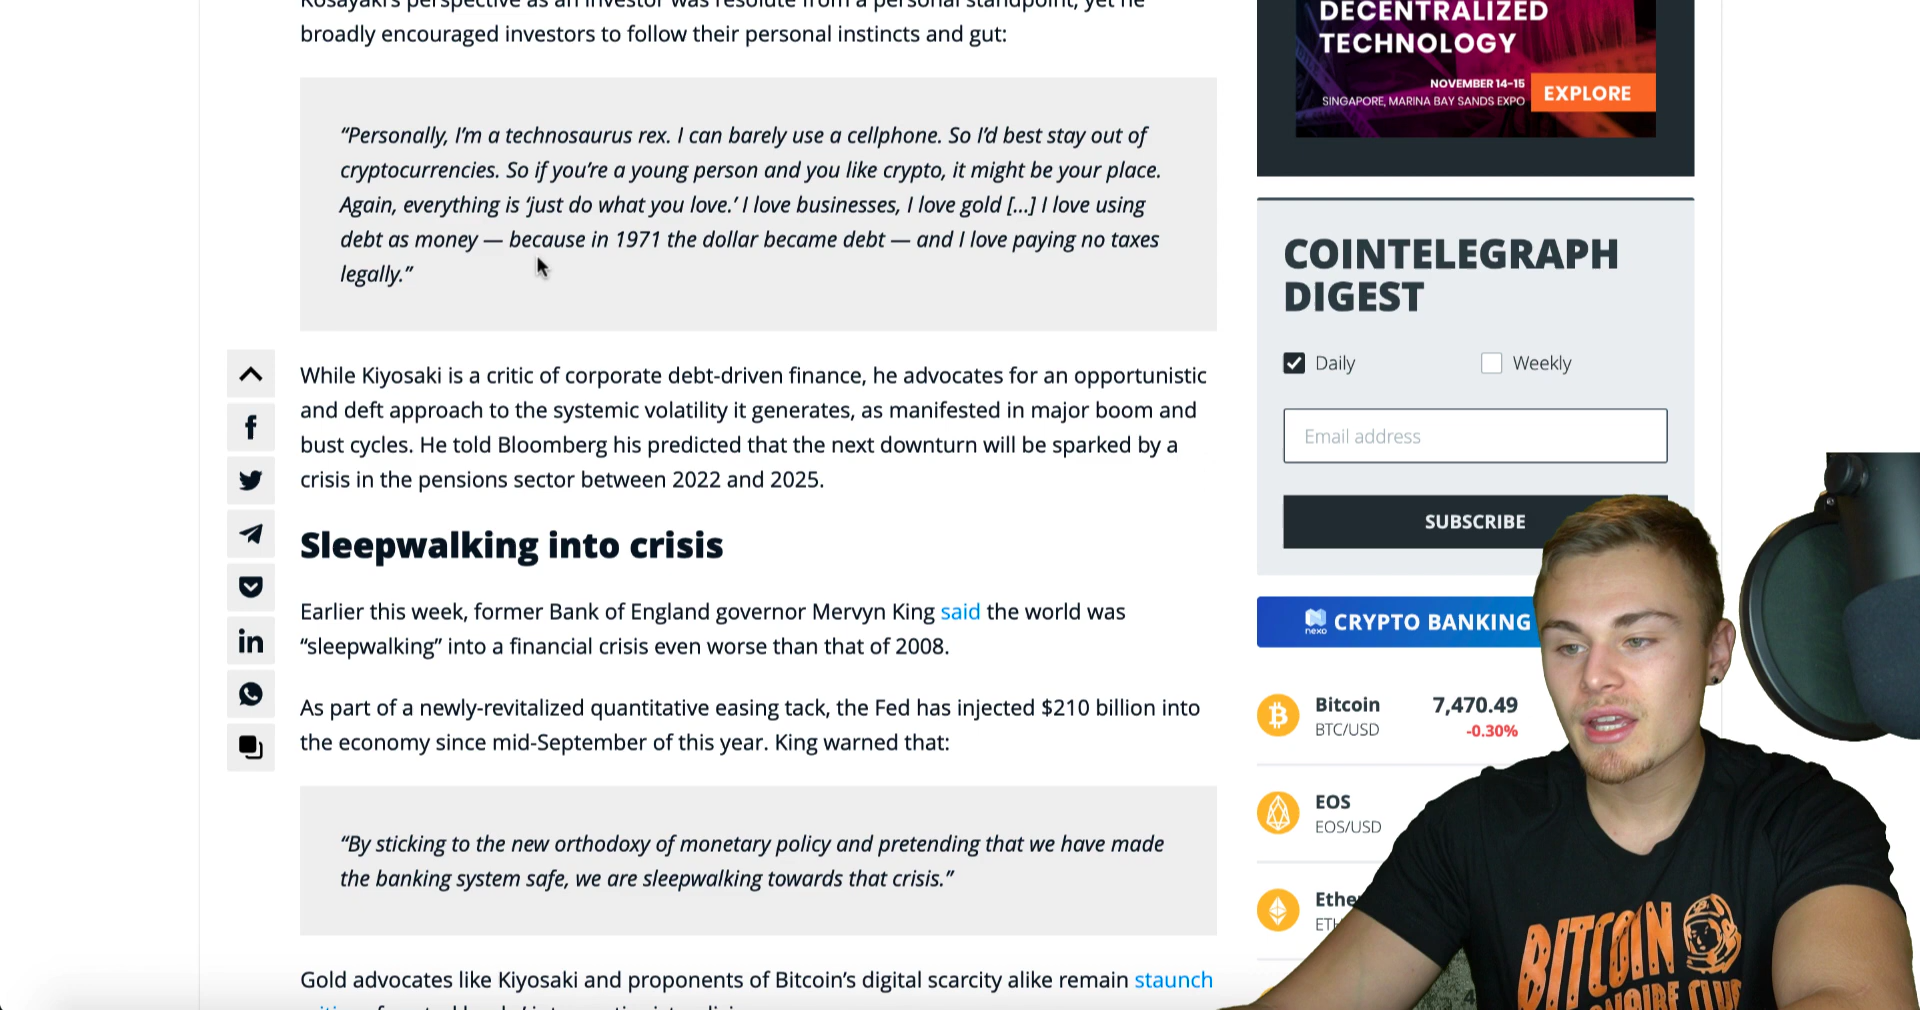 broadly encouraged investors to follow their personal instincts and gut:
“Personally, I’m a technosaurus rex. I can barely use a cellphone. So I’d best stay out of
cryptocurrencies. So if you’re a young person and you like crypto, it might be your place.
Again, everything is ‘just do what you love.’ I love businesses, I love gold [...] I love using
debt as money — because in 1971 the dollar became debt — and I love paying no taxes
legally.”
While Kiyosaki is a critic of corporate debt-driven finance, he advocates for an opportunistic
and deft approach to the systemic volatility it generates, as manifested in major boom and
bust cycles. He told Bloomberg his predicted that the next downturn will be sparked by a
crisis in the pensions sector between 2022 and 2025.
Sleepwalking into crisis
Earlier this week, former Bank of England governor Mervyn King said the world was
“sleepwalking” into a financial crisis even worse than that of 2008.
As part of a newly-revitalized quantitative easing tack, the Fed has injected $210 billion into
the economy since mid-September of this year. King warned that:
“By sticking to the new orthodoxy of monetary policy and pretending that we have made
the banking system safe, we are sleepwalking towards that crisis.”
Gold advocates like Kiyosaki and proponents of Bitcoin’s digital scarcity alike remain staunch
DECENTRALIZED
TECHNOLOGY
NOVEMBER 14-15
SINGAPORE, MARINA BAY SANDS EXPO
EXPLORE
COINTELEGRAPH
DIGEST
Daily
Weekly
Email address
SUBSCRIBE
nexo
CRYPTO BANKING
Bitcoin 7,470.49
BTC/USD -0.30%
EOS
EOS/USD
BITCOIN